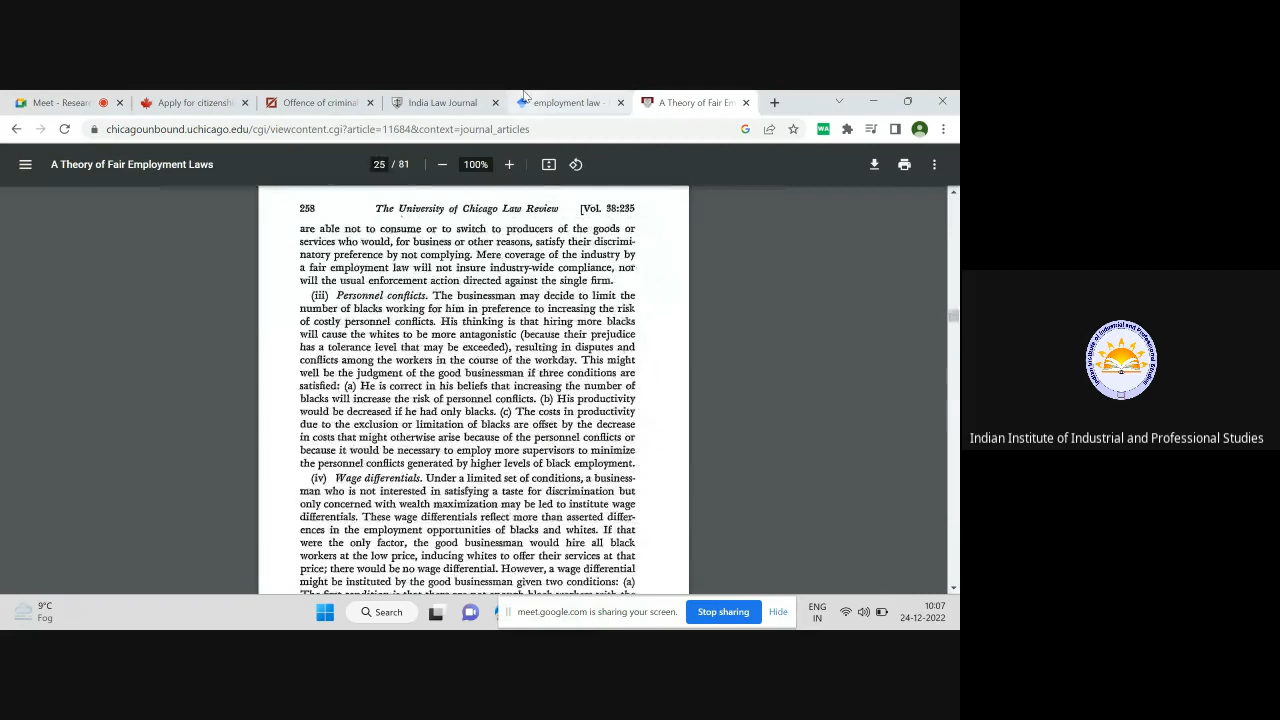 Meet - Resear
Apply for citizenshi
Offence of criminal
India Law Journal
employment law -
A Theory of Fair Em
chicagounbound.uchicago.edu/cgi/viewcontent.cgi?article=11684&context=journal_articles
A Theory of Fair Employment Laws
25 / 81
100%
258 The University of Chicago Law Review [Vol. 38:235
are able not to consume or to switch to producers of the goods or
services who would, for business or other reasons, satisfy their discrimi-
natory preference by not complying. Mere coverage of the industry by
a fair employment law will not insure industry-wide compliance, nor
will the usual enforcement action directed against the single firm.
(iii) Personnel conflicts. The businessman may decide to limit the
number of blacks working for him in preference to increasing the risk
of costly personnel conflicts. His thinking is that hiring more blacks
will cause the whites to be more antagonistic (because their prejudice
has a tolerance level that may be exceeded), resulting in disputes and
conflicts among the workers in the course of the workday. This might
well be the judgment of the good businessman if three conditions are
satisfied: (a) He is correct in his beliefs that increasing the number of
blacks will increase the risk of personnel conflicts. (b) His productivity
would be decreased if he had only blacks. (c) The costs in productivity
due to the exclusion or limitation of blacks are offset by the decrease
in costs that might otherwise arise because of the personnel conflicts or
because it would be necessary to employ more supervisors to minimize
the personnel conflicts generated by higher levels of black employment.
(iv) Wage differentials. Under a limited set of conditions, a business-
man who is not interested in satisfying a taste for discrimination but
only concerned with wealth maximization may be led to institute wage
differentials. These wage differentials reflect more than asserted differ-
ences in the employment opportunities of blacks and whites. If that
were the only factor, the good businessman would hire all black
workers at the low price, inducing whites to offer their services at that
price; there would be no wage differential. However, a wage differential
might be instituted by the good businessman given two conditions: (a)
The first condition is that there are not enough black workers with the
Indian Institute of Industrial and Professional Studies
9°C
Fog
Search
meet.google.com is sharing your screen.
Stop sharing
Hide
ENG
IN
10:07
24-12-2022